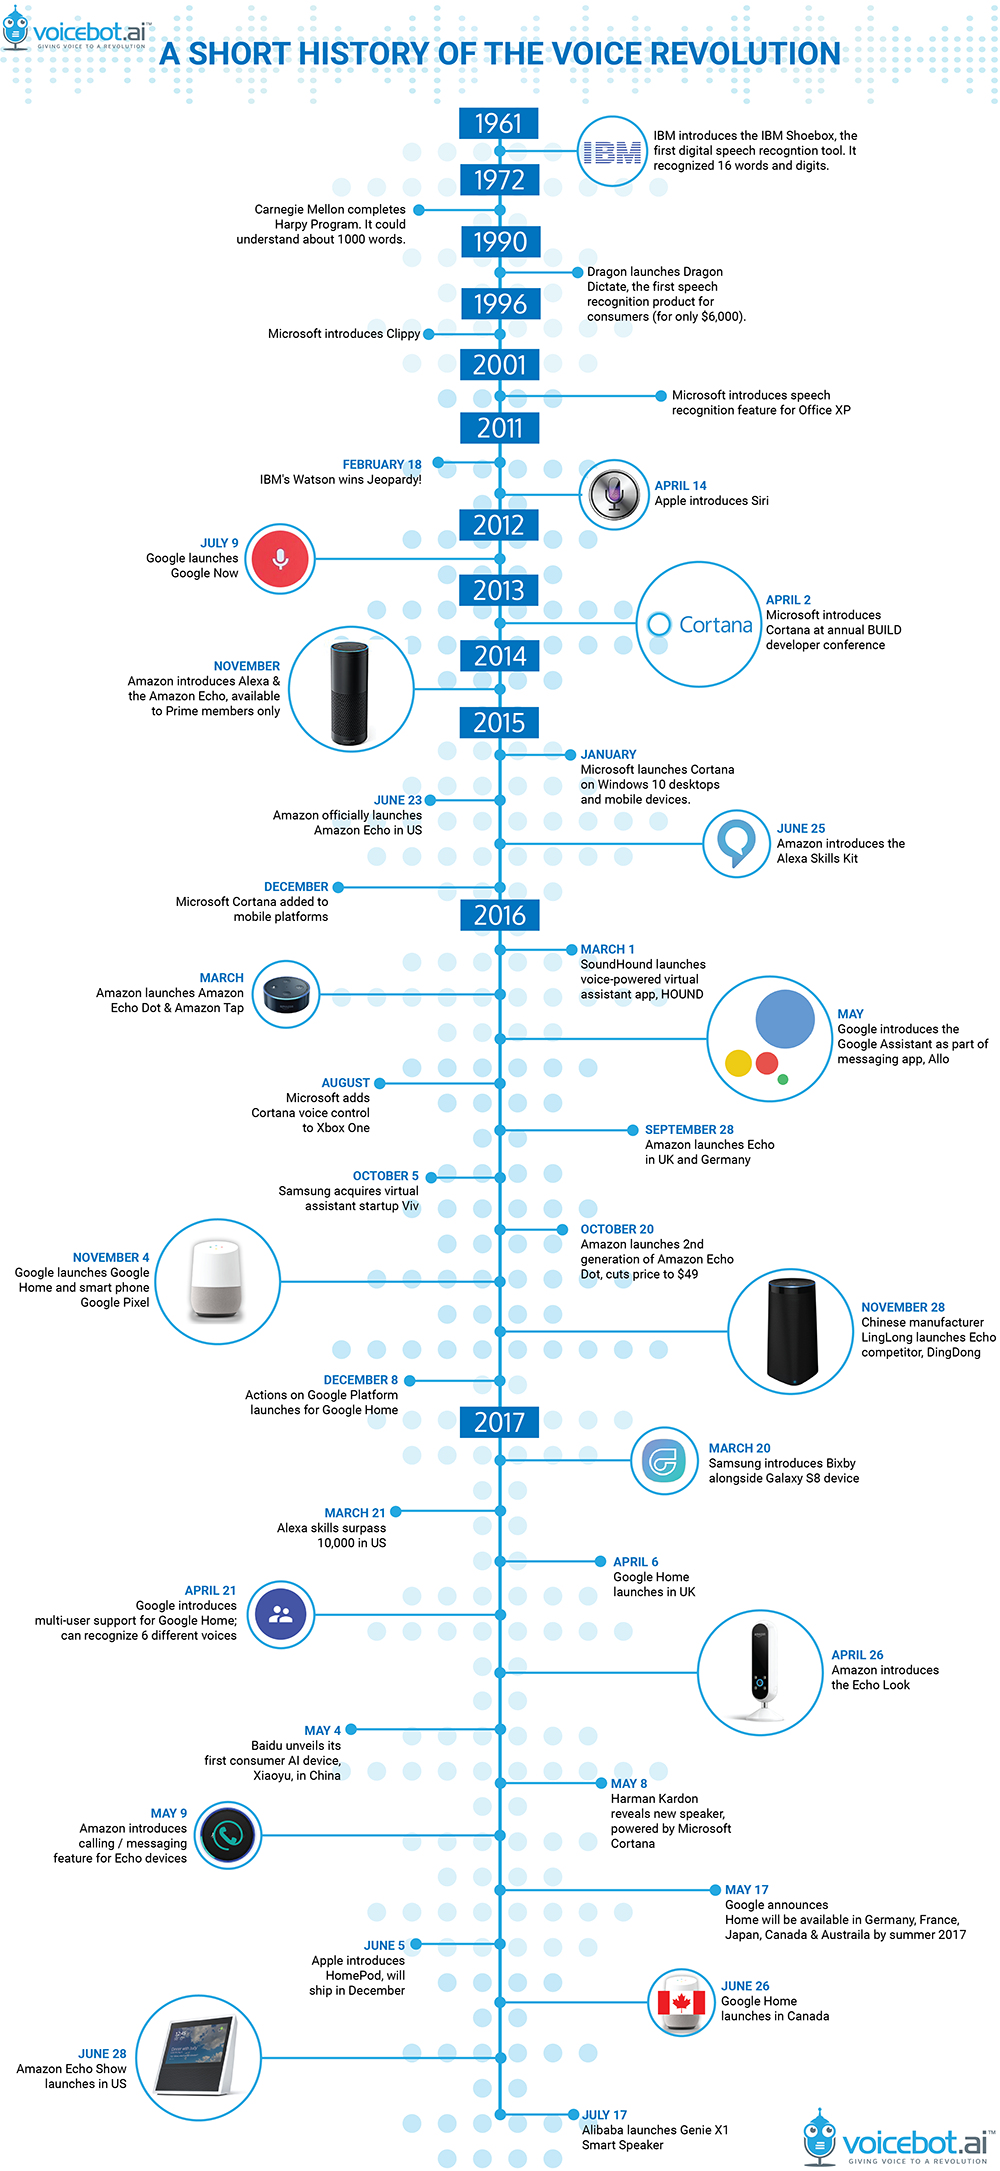 voicebot.ai™
GIVING VOICE TO A REVOLUTION
A SHORT HISTORY OF THE VOICE REVOLUTION
1961
IBM
IBM introduces the IBM Shoebox, the
first digital speech recogntion tool. It
recognized 16 words and digits.
1972
Carnegie Mellon completes
Harpy Program. It could
understand about 1000 words.
1990
Dragon launches Dragon
Dictate, the first speech
recognition product for
consumers (for only $6,000).
1996
Microsoft introduces Clippy
2001
Microsoft introduces speech
recognition feature for Office XP
2011
FEBRUARY 18
IBM's Watson wins Jeopardy!
APRIL 14
Apple introduces Siri
2012
JULY 9
Google launches
Google Now
2013
APRIL 2
Microsoft introduces
Cortana at annual BUILD
developer conference
Cortana
2014
NOVEMBER
Amazon introduces Alexa &
the Amazon Echo, available
to Prime members only
2015
JANUARY
Microsoft launches Cortana
on Windows 10 desktops
and mobile devices.
JUNE 23
Amazon officially launches
Amazon Echo in US
JUNE 25
Amazon introduces the
Alexa Skills Kit
DECEMBER
Microsoft Cortana added to
mobile platforms
2016
MARCH 1
SoundHound launches
voice-powered virtual
assistant app, HOUND
MARCH
Amazon launches Amazon
Echo Dot & Amazon Tap
MAY
Google introduces the
Google Assistant as part of
messaging app, Allo
AUGUST
Microsoft adds
Cortana voice control
to Xbox One
SEPTEMBER 28
Amazon launches Echo
in UK and Germany
OCTOBER 5
Samsung acquires virtual
assistant startup Viv
OCTOBER 20
Amazon launches 2nd
generation of Amazon Echo
Dot, cuts price to $49
NOVEMBER 4
Google launches Google
Home and smart phone
Google Pixel
NOVEMBER 28
Chinese manufacturer
LingLong launches Echo
competitor, DingDong
DECEMBER 8
Actions on Google Platform
launches for Google Home
2017
MARCH 20
Samsung introduces Bixby
alongside Galaxy S8 device
MARCH 21
Alexa skills surpass
10,000 in US
APRIL 6
Google Home
launches in UK
APRIL 21
Google introduces
multi-user support for Google Home;
can recognize 6 different voices
APRIL 26
Amazon introduces
the Echo Look
MAY 4
Baidu unveils its
first consumer AI device,
Xiaoyu, in China
MAY 8
Harman Kardon
reveals new speaker,
powered by Microsoft
Cortana
MAY 9
Amazon introduces
calling / messaging
feature for Echo devices
MAY 17
Google announces
Home will be available in Germany, France,
Japan, Canada & Austraila by summer 2017
JUNE 5
Apple introduces
HomePod, will
ship in December
JUNE 26
Google Home
launches in Canada
JUNE 28
Amazon Echo Show
launches in US
JULY 17
Alibaba launches Genie X1
Smart Speaker
voicebot.ai™
GIVING VOICE TO A REVOLUTION